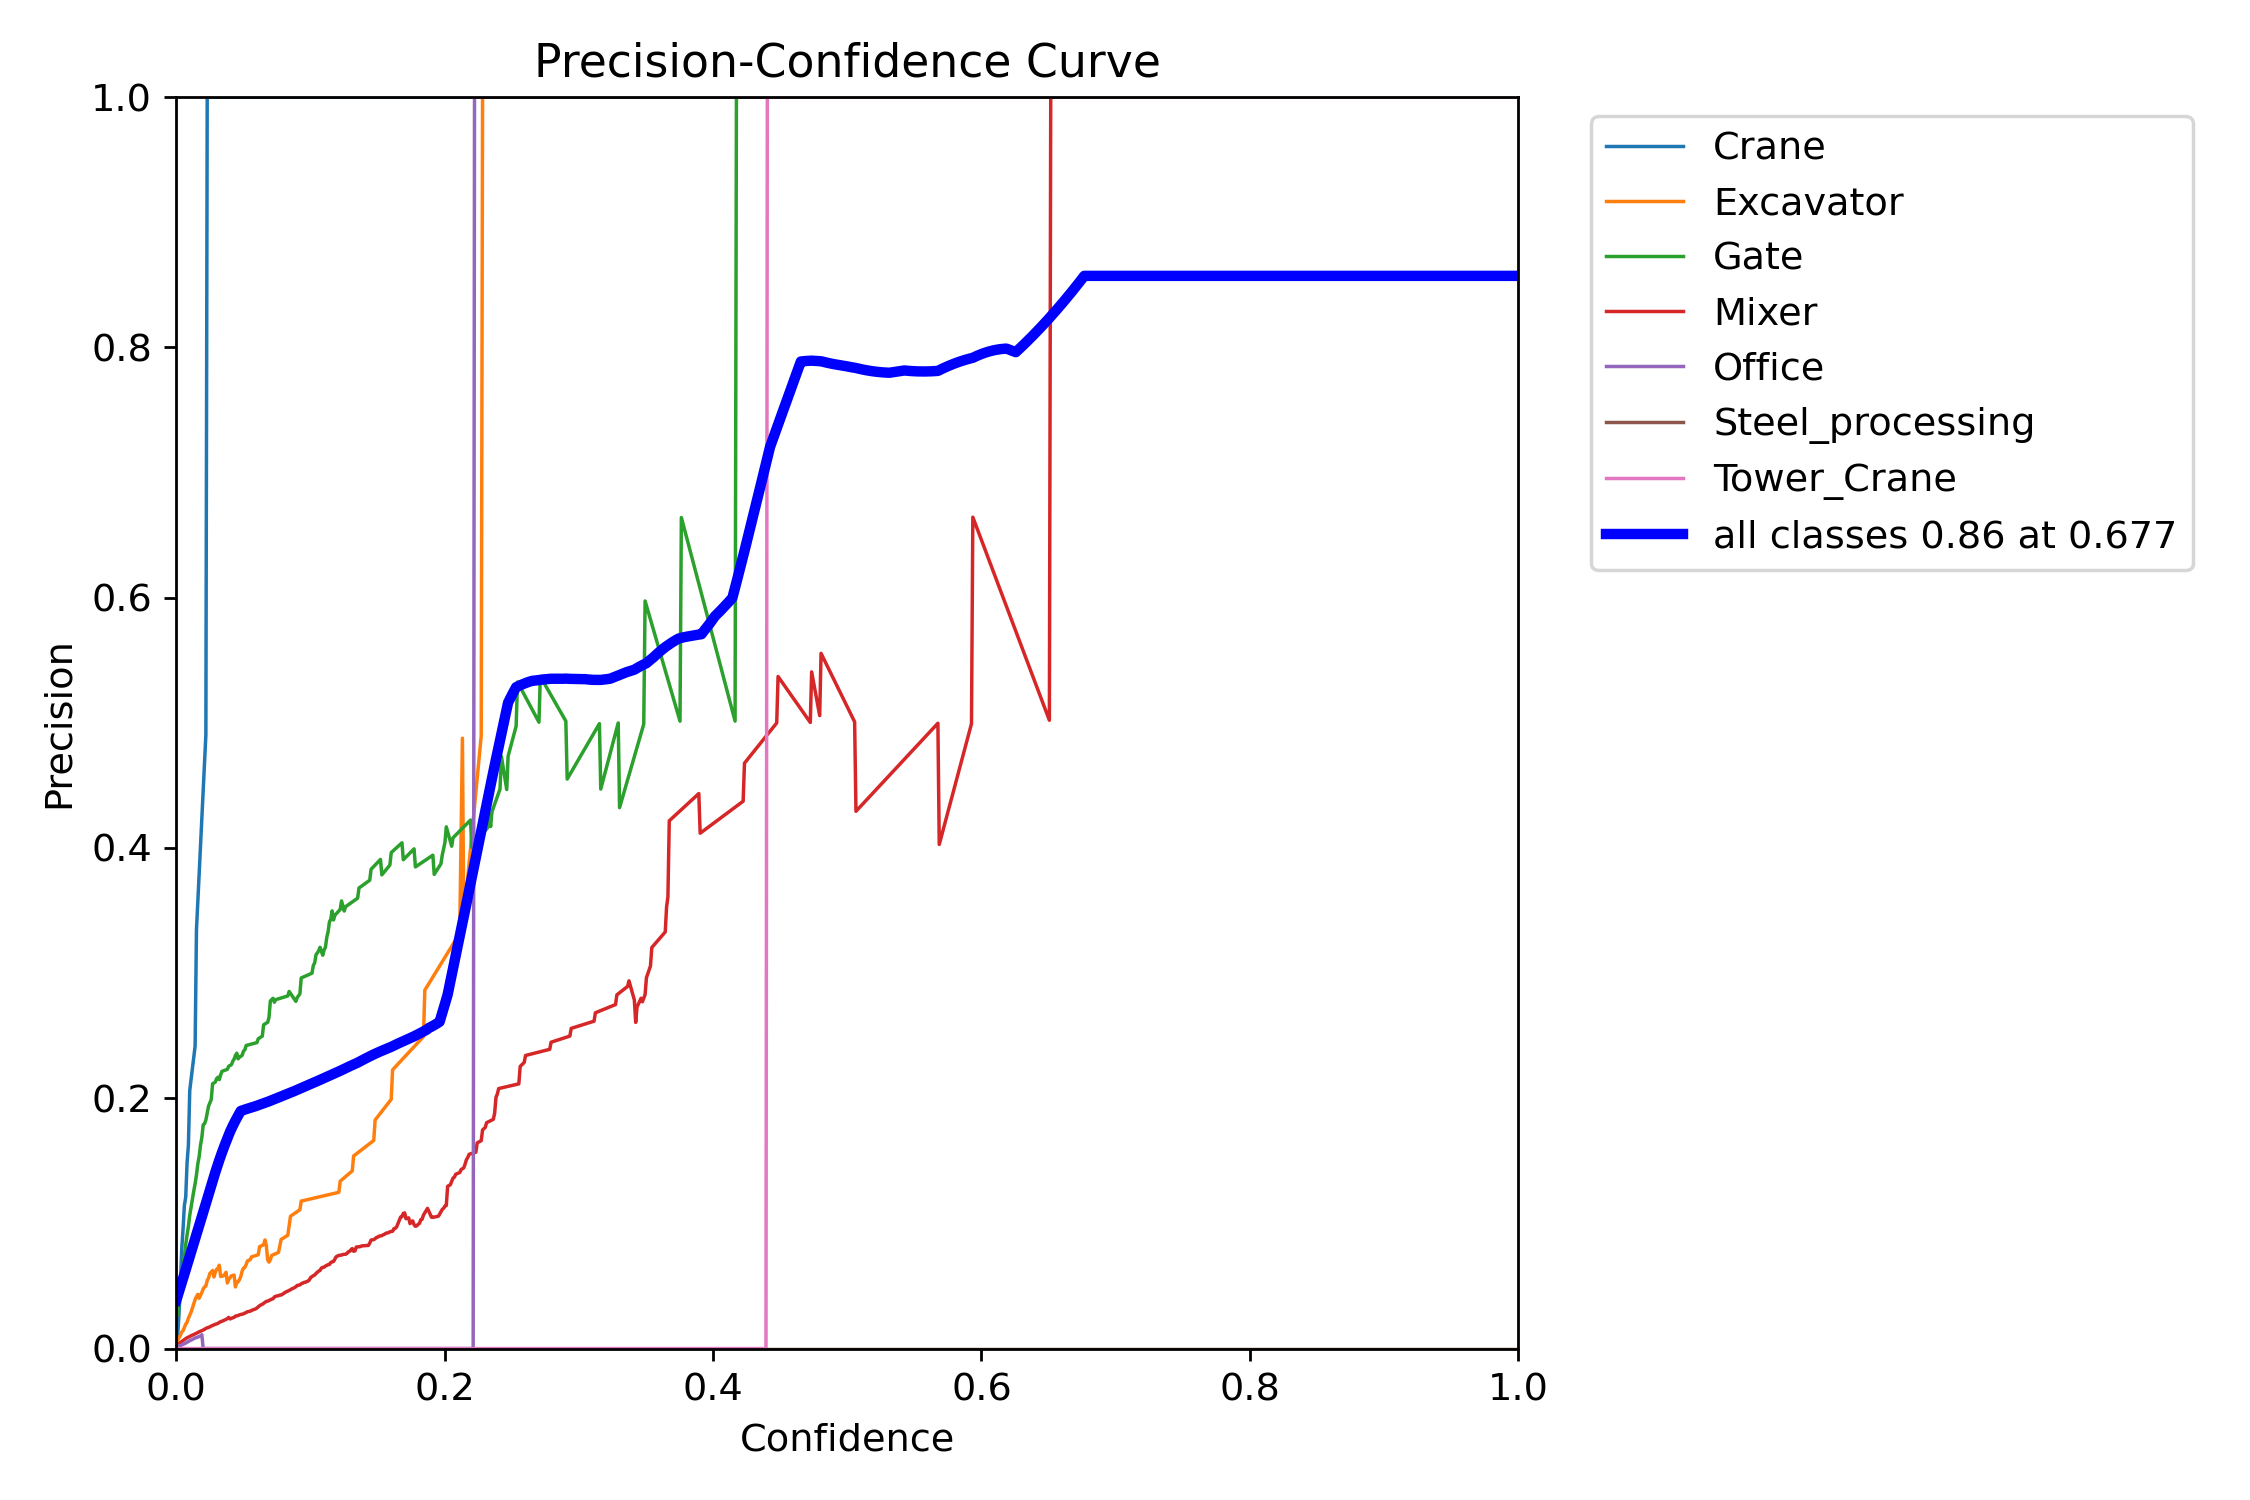 Precision-Confidence Curve
1.0
0.8
0.6
0.4
0.2
0.0
Precision
0.0 0.2 0.4 0.6 0.8 1.0
Confidence
Crane
Excavator
Gate
Mixer
Office
Steel_processing
Tower_Crane
all classes 0.86 at 0.677